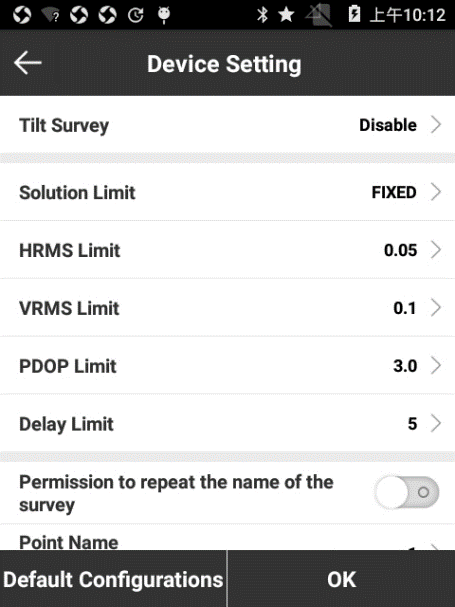 上午10:12
Device Setting
Tilt Survey Disable
Solution Limit FIXED
HRMS Limit 0.05
VRMS Limit 0.1
PDOP Limit 3.0
Delay Limit 5
Permission to repeat the name of the
survey
Point Name
Default Configurations OK